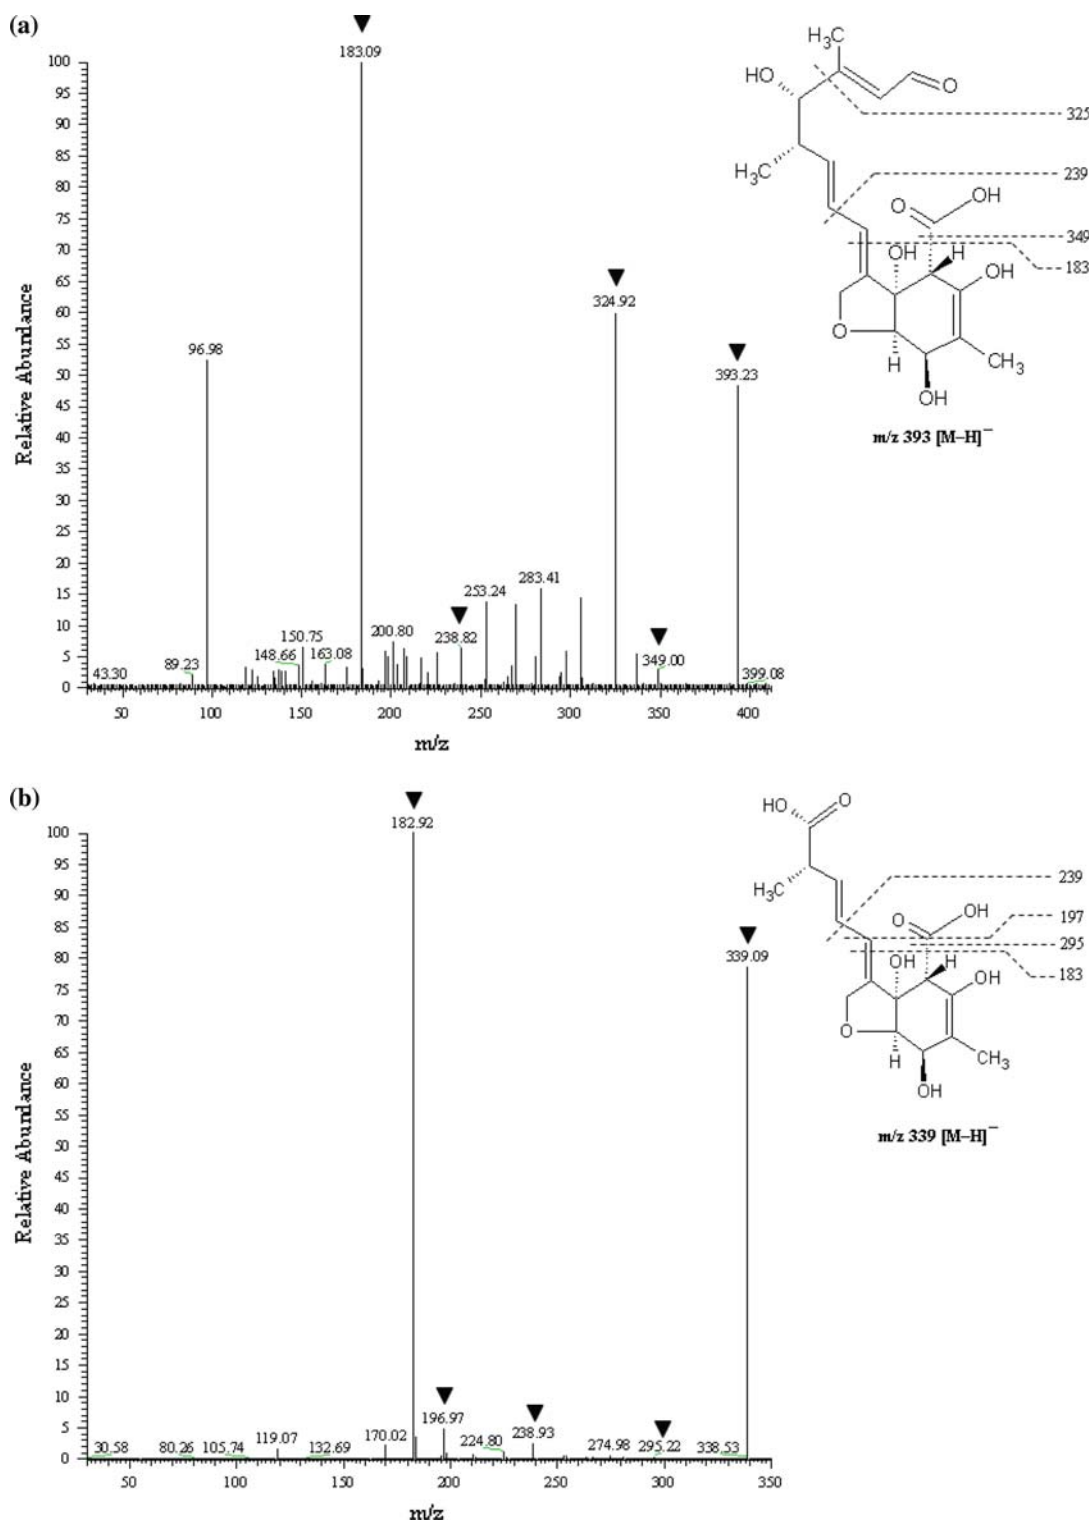 (a)
183.09
100
95
90
85
80
75
70
65
60
55
50
45
40
35
30
25
20
15
10
5
0
Relative Abundance
324.92
393.23
96.98
283.41
253.24
238.82
200.80
150.75
148.66
163.08
349.00
89.23
43.30
399.08
50
100
150
200
250
300
350
400
m/z
H₃C
HO
O
325
H₃C
239
O
OH
349
OH
H
183
OH
O
H
CH₃
OH
m/z 393 [M–H]⁻
(b)
182.92
100
95
90
85
80
75
70
65
60
55
50
45
40
35
30
25
20
15
10
5
0
Relative Abundance
339.09
196.97
238.93
170.02
119.07
224.80
274.98
295.22
338.53
30.58
80.26
105.74
132.69
50
100
150
200
250
300
350
m/z
HO
O
H₃C
239
O
OH
197
295
OH
H
183
OH
O
H
CH₃
OH
m/z 339 [M–H]⁻